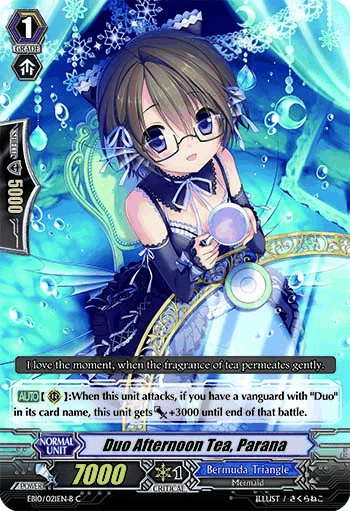 1
GRADE
SHIELD
5000
I love the moment, when the fragrance of tea permeates gently.
AUTO [ R ]:When this unit attacks, if you have a vanguard with "Duo"
in its card name, this unit gets +3000 until end of that battle.
NORMAL
UNIT
Duo Afternoon Tea, Parana
POWER
7000
1
CRITICAL
Bermuda Triangle
Mermaid
EB10/021EN-B C
ILLUST / さくらねこ